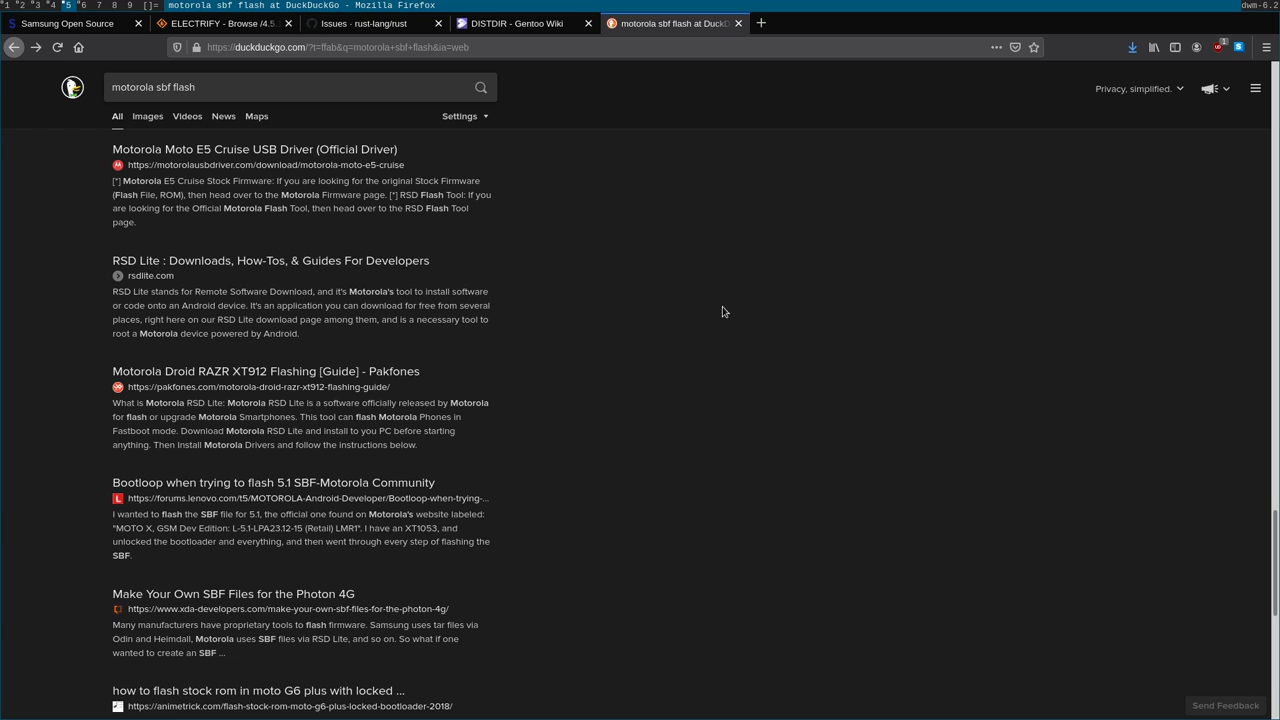 1 2 3 4 5 6 7 8 9 []= motorola sbf flash at DuckDuckGo - Mozilla Firefox dwm-6.2
Samsung Open Source
ELECTRIFY - Browse /4.5.
Issues · rust-lang/rust
DISTDIR - Gentoo Wiki
motorola sbf flash at DuckD
https://duckduckgo.com/?t=ffab&q=motorola+sbf+flash&ia=web
1
S
motorola sbf flash
Privacy, simplified.
All Images Videos News Maps Settings
Motorola Moto E5 Cruise USB Driver (Official Driver)
https://motorolausbdriver.com/download/motorola-moto-e5-cruise
[*] Motorola E5 Cruise Stock Firmware: If you are looking for the original Stock Firmware
(Flash File, ROM), then head over to the Motorola Firmware page. [*] RSD Flash Tool: If you
are looking for the Official Motorola Flash Tool, then head over to the RSD Flash Tool
page.
RSD Lite : Downloads, How-Tos, & Guides For Developers
rsdlite.com
RSD Lite stands for Remote Software Download, and it's Motorola's tool to install software
or code onto an Android device. It's an application you can download for free from several
places, right here on our RSD Lite download page among them, and is a necessary tool to
root a Motorola device powered by Android.
Motorola Droid RAZR XT912 Flashing [Guide] - Pakfones
https://pakfones.com/motorola-droid-razr-xt912-flashing-guide/
What is Motorola RSD Lite: Motorola RSD Lite is a software officially released by Motorola
for flash or upgrade Motorola Smartphones. This tool can flash Motorola Phones in
Fastboot mode. Download Motorola RSD Lite and install to you PC before starting
anything. Then Install Motorola Drivers and follow the instructions below.
Bootloop when trying to flash 5.1 SBF-Motorola Community
L https://forums.lenovo.com/t5/MOTOROLA-Android-Developer/Bootloop-when-trying-...
I wanted to flash the SBF file for 5.1, the official one found on Motorola's website labeled:
"MOTO X, GSM Dev Edition: L-5.1-LPA23.12-15 (Retail) LMR1". I have an XT1053, and
unlocked the bootloader and everything, and then went through every step of flashing the
SBF.
Make Your Own SBF Files for the Photon 4G
https://www.xda-developers.com/make-your-own-sbf-files-for-the-photon-4g/
Many manufacturers have proprietary tools to flash firmware. Samsung uses tar files via
Odin and Heimdall, Motorola uses SBF files via RSD Lite, and so on. So what if one
wanted to create an SBF ...
how to flash stock rom in moto G6 plus with locked ...
https://animetrick.com/flash-stock-rom-moto-g6-plus-locked-bootloader-2018/
Send Feedback